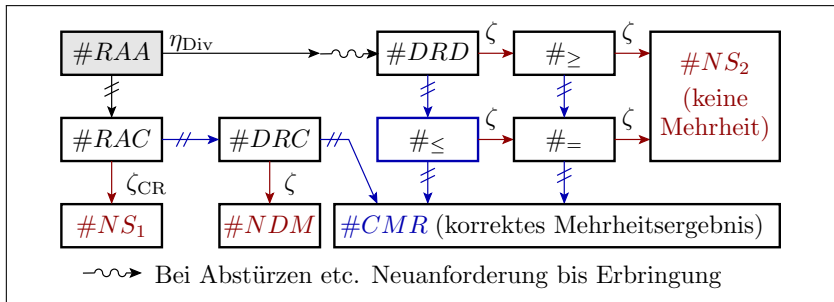 #RAA η_Div #DRD ζ #≥ ζ #NS₂
(keine
Mehrheit)
#RAC #DRC #≤ ζ #= ζ
ζ_CR ζ
#NS₁ #NDM #CMR (korrektes Mehrheitsergebnis)
Bei Abstürzen etc. Neuanforderung bis Erbringung